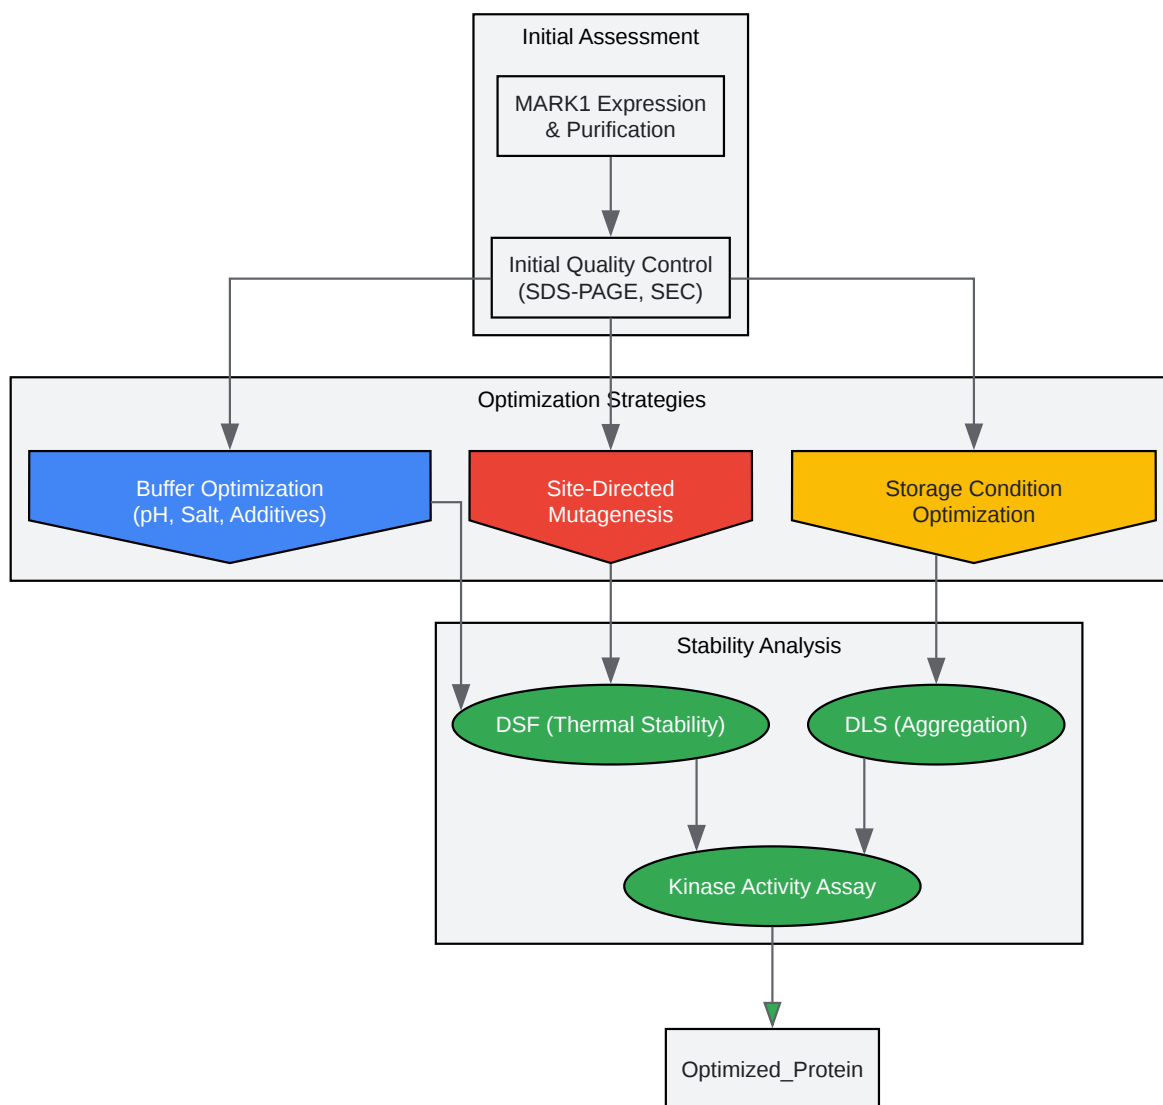 Initial Assessment
MARK1 Expression
& Purification
Initial Quality Control
(SDS-PAGE, SEC)
Optimization Strategies
Buffer Optimization
(pH, Salt, Additives)
Site-Directed
Mutagenesis
Storage Condition
Optimization
Stability Analysis
DSF (Thermal Stability)
DLS (Aggregation)
Kinase Activity Assay
Optimized_Protein